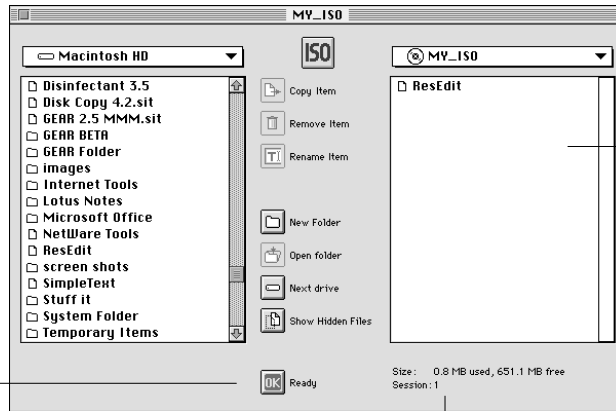 MY_ISO
Macintosh HD
ISO
MY_ISO
Disinfectant 3.5
Disk Copy 4.2.sit
GEAR 2.5 MMM.sit
GEAR BETA
GEAR Folder
images
Internet Tools
Lotus Notes
Microsoft Office
NetWare Tools
ResEdit
screen shots
SimpleText
Stuff it
System Folder
Temporary Items
Copy Item
Remove Item
Rename Item
New Folder
Open folder
Next drive
Show Hidden Files
OK Ready
ResEdit
Size: 0.8 MB used, 651.1 MB free
Session: 1